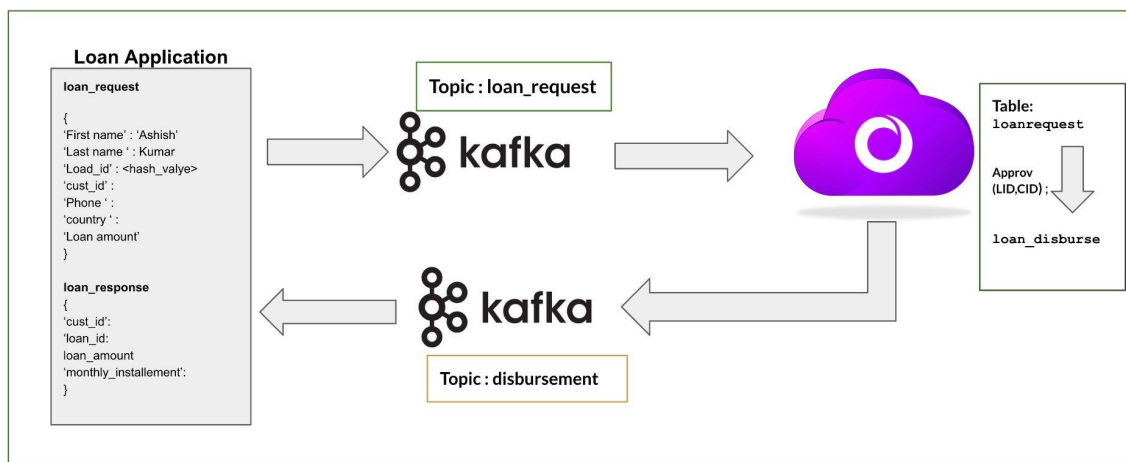 Loan Application
loan_request
{
‘First name’ : ‘Ashish’
‘Last name ‘ : Kumar
‘Load_id’ : <hash_valye>
‘cust_id’ :
‘Phone ‘ :
‘country ‘ :
‘Loan amount’
}
loan_response
{
‘cust_id’:
‘loan_id:
loan_amount
‘monthly_installement’:
}
Topic : loan_request
kafka
kafka
Topic : disbursement
Table:
loanrequest
Approv
(LID,CID) ;
loan_disburse